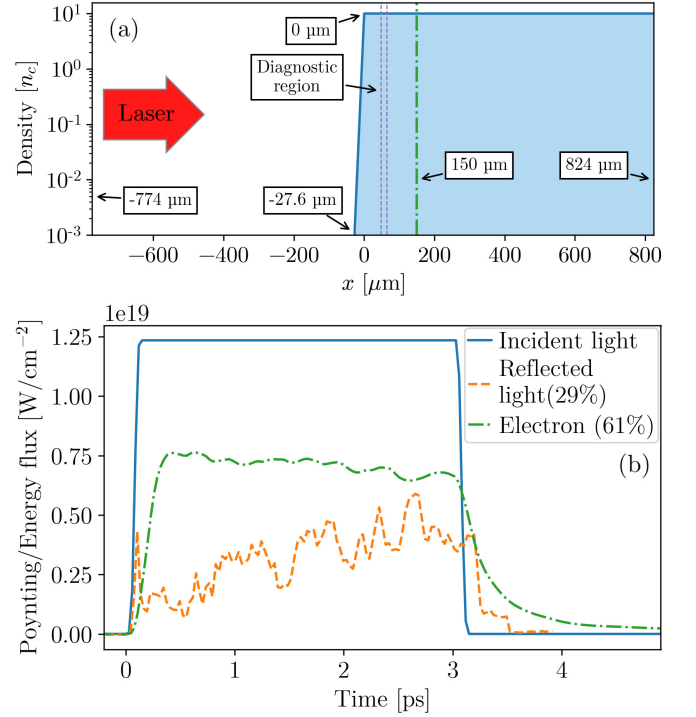 (a)
0 µm
Diagnostic
region
Laser
150 µm
824 µm
-774 µm
-27.6 µm
Density [n_c]
10^1
10^0
10^−1
10^−2
10^−3
−600
−400
−200
0
200
400
600
800
x [µm]
1e19
Incident light
Reflected
light(29%)
Electron (61%)
(b)
Poynting/Energy flux [W/cm^−2]
1.25
1.00
0.75
0.50
0.25
0.00
0
1
2
3
4
Time [ps]